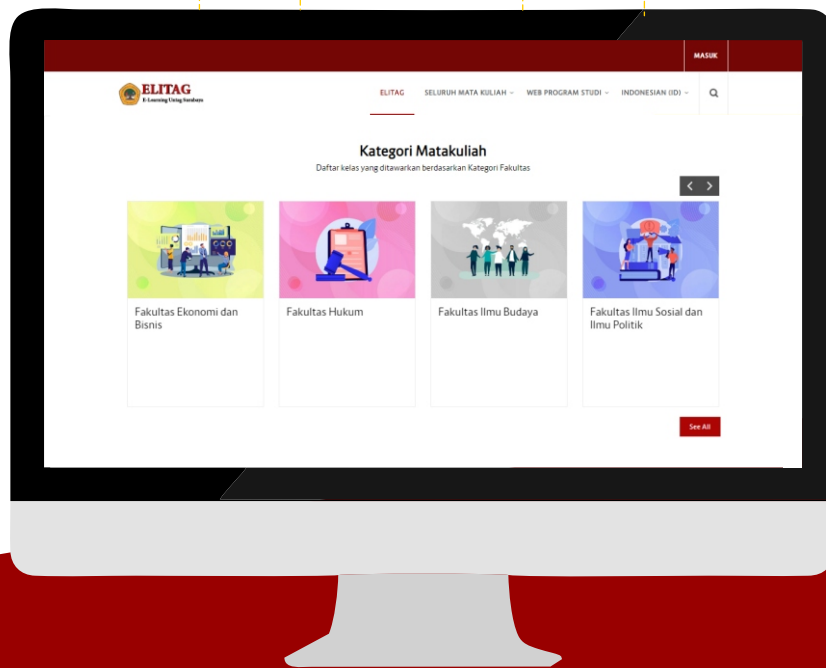 MASUK
ELITAG
E-Learning Untag Surabaya
ELITAG
SELURUH MATA KULIAH
WEB PROGRAM STUDI
INDONESIAN (ID)
Kategori Matakuliah
Daftar kelas yang ditawarkan berdasarkan Kategori Fakultas
Fakultas Ekonomi dan
Bisnis
Fakultas Hukum
Fakultas Ilmu Budaya
Fakultas Ilmu Sosial dan
Ilmu Politik
See All